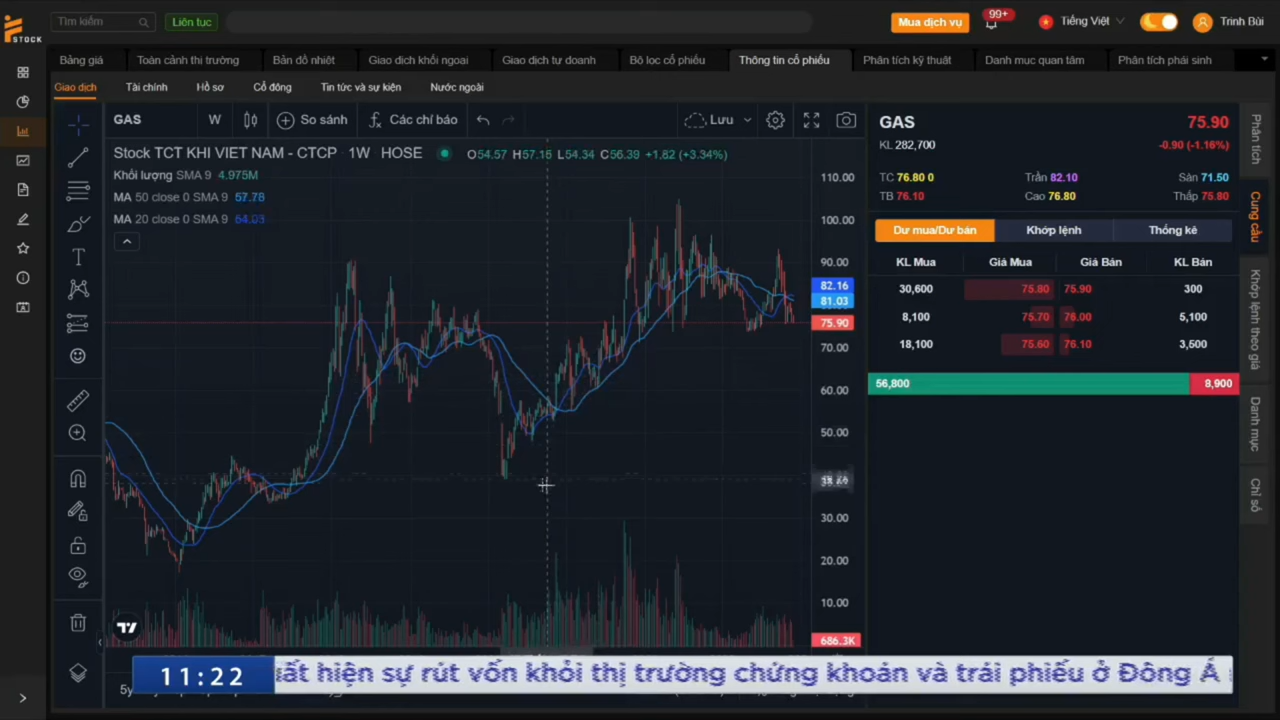 STOCK
Tìm kiếm
Liên tục
Mua dịch vụ
99+
Tiếng Việt
Trinh Bùi
Bảng giá
Toàn cảnh thị trường
Bản đồ nhiệt
Giao dịch khối ngoại
Giao dịch tự doanh
Bộ lọc cổ phiếu
Thông tin cổ phiếu
Phân tích kỹ thuật
Danh mục quan tâm
Phân tích phái sinh
Giao dịch
Tài chính
Hồ sơ
Cổ đông
Tin tức và sự kiện
Nước ngoài
GAS
W
So sánh
Các chỉ báo
Lưu
Stock TCT KHI VIET NAM - CTCP 1W HOSE
O54.57 H57.15 L54.34 C56.39 +1.82 (+3.34%)
Khối lượng SMA 9 4.975M
MA 50 close 0 SMA 9 57.78
MA 20 close 0 SMA 9 54.03
110.00
100.00
90.00
82.16
81.03
75.90
70.00
60.00
50.00
30.00
20.00
10.00
686.3K
GAS
75.90
KL 282,700
-0.90 (-1.16%)
TC 76.80 0
Trần 82.10
Sàn 71.50
TB 76.10
Cao 76.80
Thấp 75.80
Dư mua/Dư bán
Khớp lệnh
Thống kê
KL Mua
Giá Mua
Giá Bán
KL Bán
30,600 75.80 75.90 300
8,100 75.70 76.00 5,100
18,100 75.60 76.10 3,500
56,800
8,900
Phân tích
Cung cầu
Khớp lệnh theo giá
Danh mục
Chỉ số
5y
11:22
hiện sự rút vốn khỏi thị trường chứng khoán và trái phiếu ở Đông Á